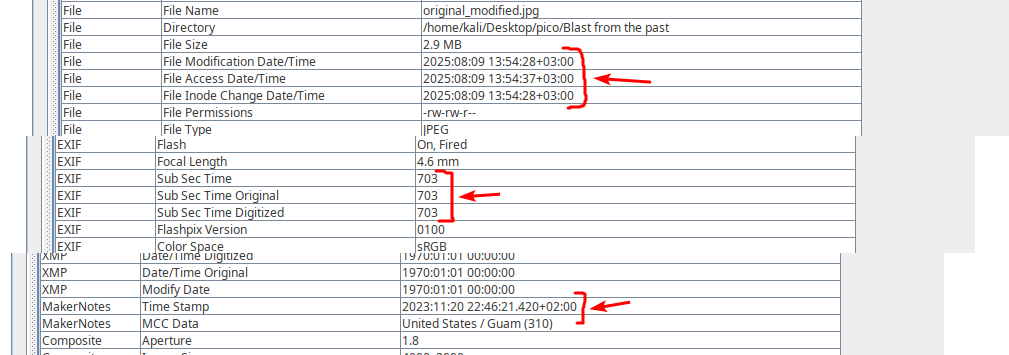 File File Name original_modified.jpg
File Directory /home/kali/Desktop/pico/Blast from the past
File File Size 2.9 MB
File File Modification Date/Time 2025:08:09 13:54:28+03:00
File File Access Date/Time 2025:08:09 13:54:37+03:00
File File Inode Change Date/Time 2025:08:09 13:54:28+03:00
File File Permissions -rw-rw-r--
File File Type JPEG
EXIF Flash On, Fired
EXIF Focal Length 4.6 mm
EXIF Sub Sec Time 703
EXIF Sub Sec Time Original 703
EXIF Sub Sec Time Digitized 703
EXIF Flashpix Version 0100
EXIF Color Space sRGB
XMP Date/Time Digitized 1970:01:01 00:00:00
XMP Date/Time Original 1970:01:01 00:00:00
XMP Modify Date 1970:01:01 00:00:00
MakerNotes Time Stamp 2023:11:20 22:46:21.420+02:00
MakerNotes MCC Data United States / Guam (310)
Composite Aperture 1.8